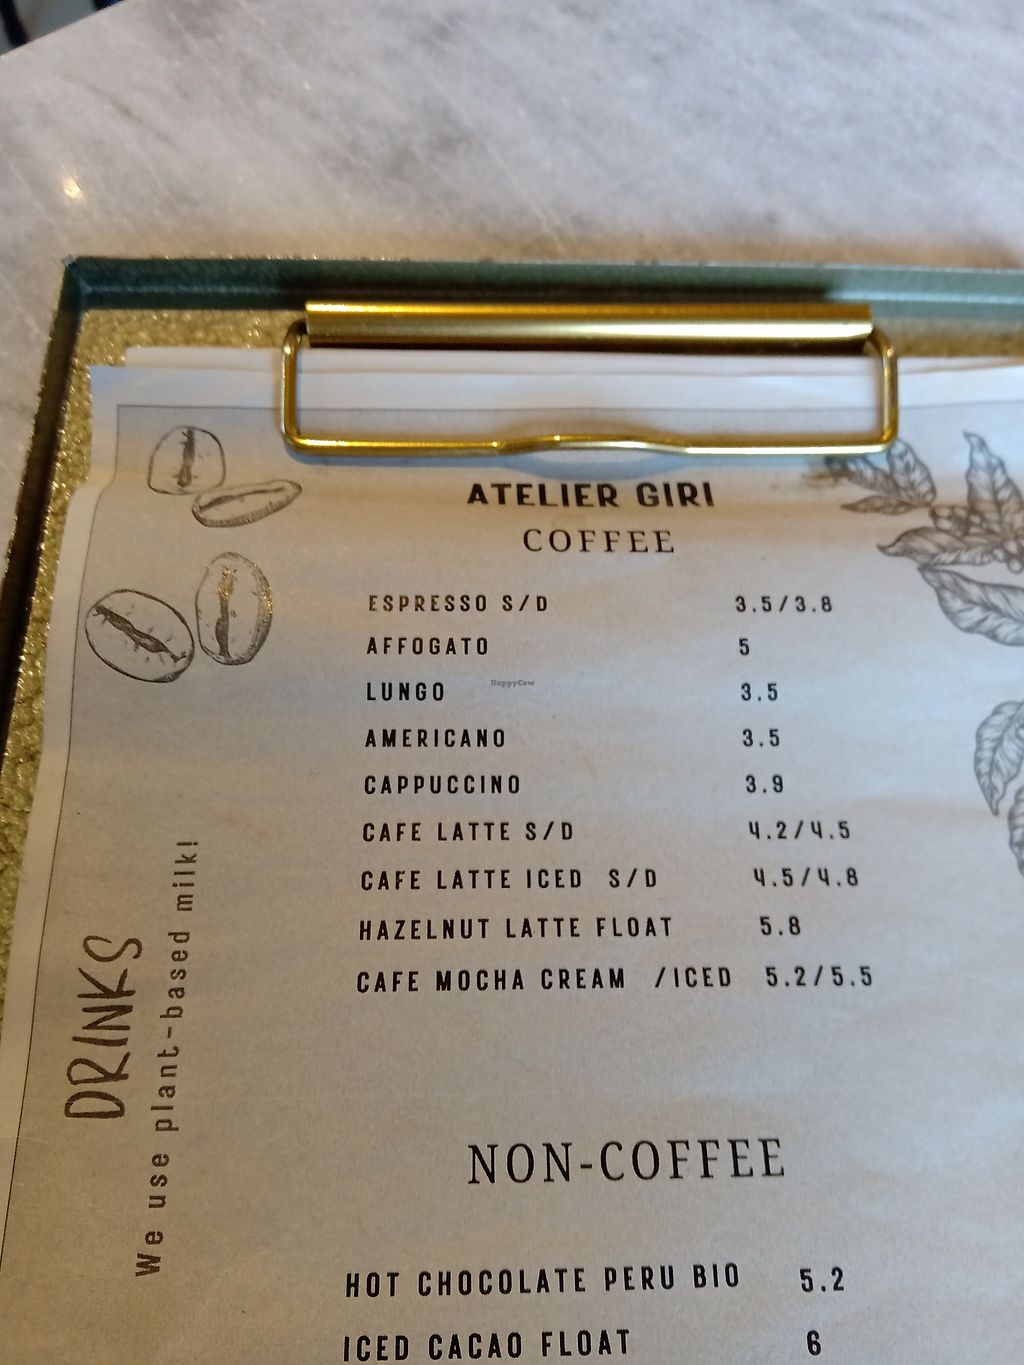 ATELIER GIRI
COFFEE
ESPRESSO S/D 3.5/3.8
AFFOGATO 5
LUNGO 3.5
AMERICANO 3.5
CAPPUCCINO 3.9
CAFE LATTE S/D 4.2/4.5
CAFE LATTE ICED S/D 4.5/4.8
HAZELNUT LATTE FLOAT 5.8
CAFE MOCHA CREAM /ICED 5.2/5.5
NON-COFFEE
HOT CHOCOLATE PERU BIO 5.2
ICED CACAO FLOAT 6
DRINKS
We use plant-based milk!
HappyCow